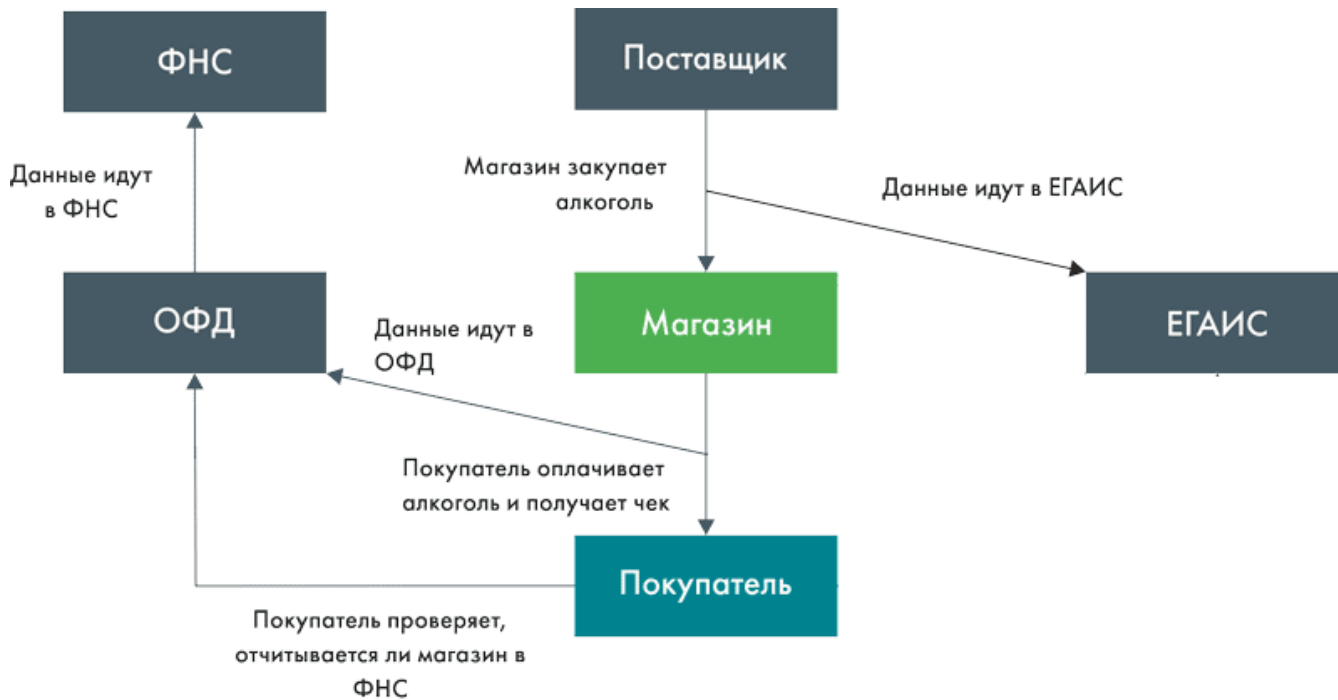 ФНС
Поставщик
Данные идут
в ФНС
Магазин закупает
алкоголь
Данные идут в ЕГАИС
ОФД
Данные идут в
ОФД
Магазин
ЕГАИС
Покупатель оплачивает
алкоголь и получает чек
Покупатель
Покупатель проверяет,
отчитывается ли магазин в
ФНС